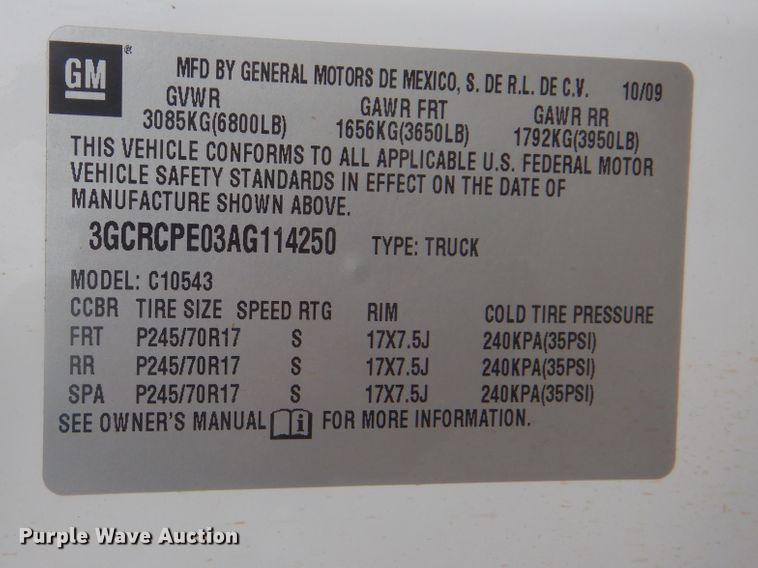 GM®
MFD BY GENERAL MOTORS DE MEXICO, S. DE R.L. DE C.V. 10/09
GVWR GAWR FRT GAWR RR
3085KG(6800LB) 1656KG(3650LB) 1792KG(3950LB)
THIS VEHICLE CONFORMS TO ALL APPLICABLE U.S. FEDERAL MOTOR
VEHICLE SAFETY STANDARDS IN EFFECT ON THE DATE OF
MANUFACTURE SHOWN ABOVE.
3GCRCPE03AG114250 TYPE: TRUCK
MODEL: C10543
CCBR TIRE SIZE SPEED RTG RIM COLD TIRE PRESSURE
FRT P245/70R17 S 17X7.5J 240KPA(35PSI)
RR P245/70R17 S 17X7.5J 240KPA(35PSI)
SPA P245/70R17 S 17X7.5J 240KPA(35PSI)
SEE OWNER'S MANUAL i FOR MORE INFORMATION.
Purple Wave Auction